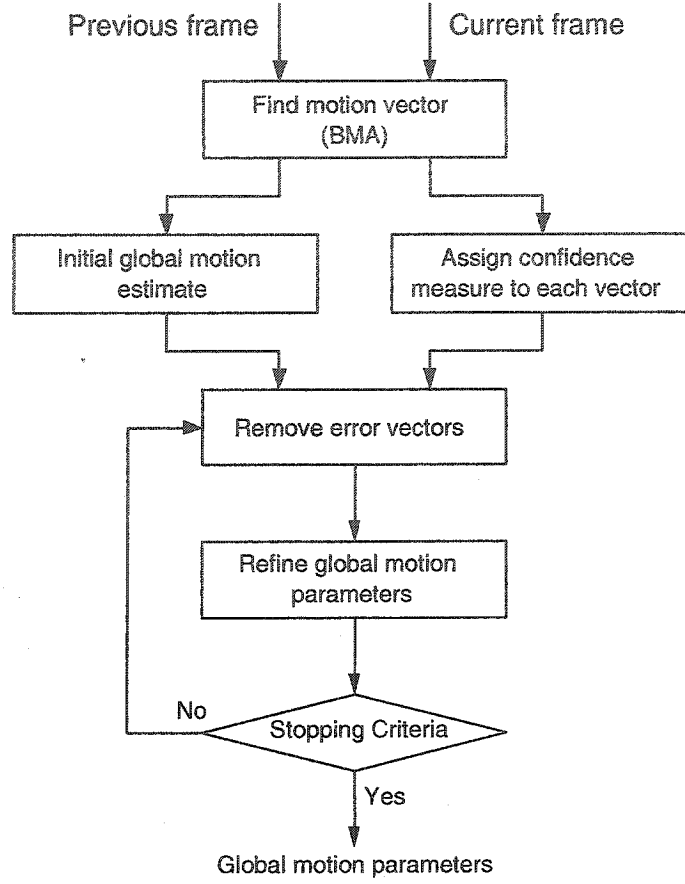 Previous frame
Current frame
Find motion vector
(BMA)
Initial global motion
estimate
Assign confidence
measure to each vector
Remove error vectors
Refine global motion
parameters
No
Stopping Criteria
Yes
Global motion parameters